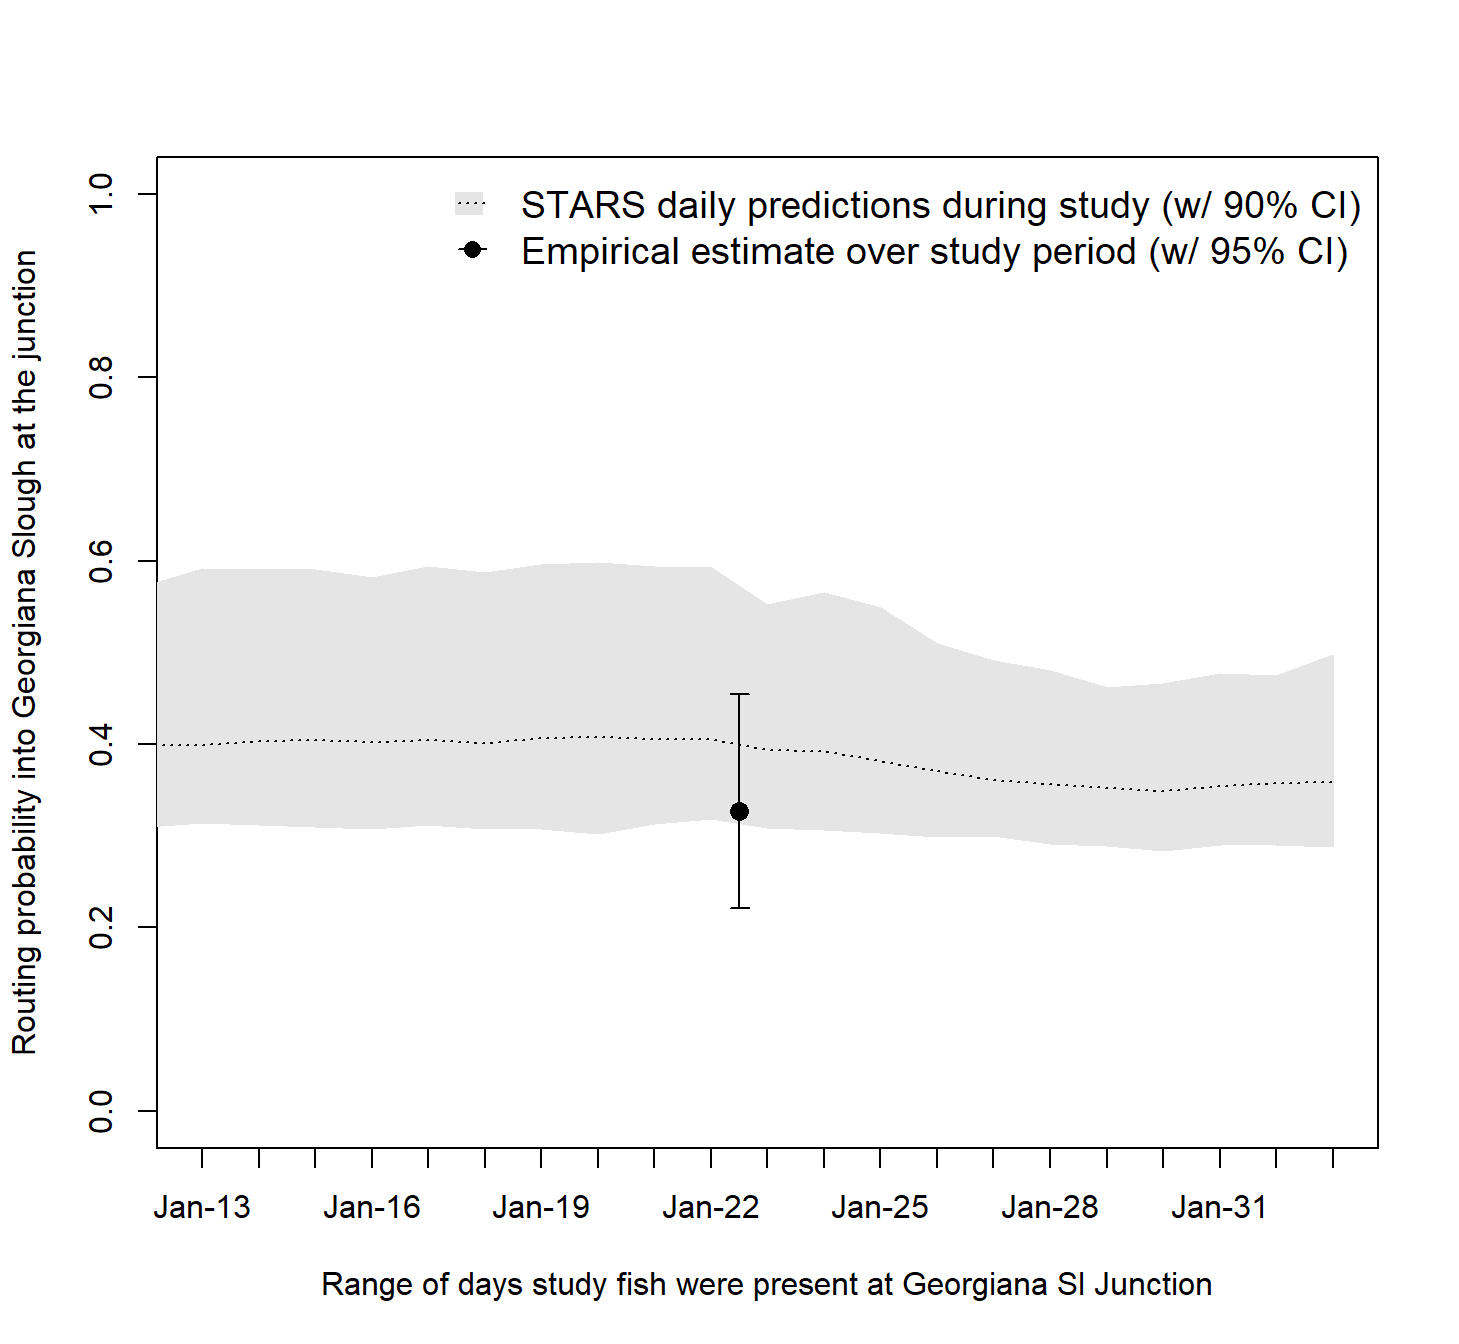 STARS daily predictions during study (w/ 90% CI)
Empirical estimate over study period (w/ 95% CI)
Routing probability into Georgiana Slough at the junction
1.0
0.8
0.6
0.4
0.2
0.0
Jan-13 Jan-16 Jan-19 Jan-22 Jan-25 Jan-28 Jan-31
Range of days study fish were present at Georgiana Sl Junction